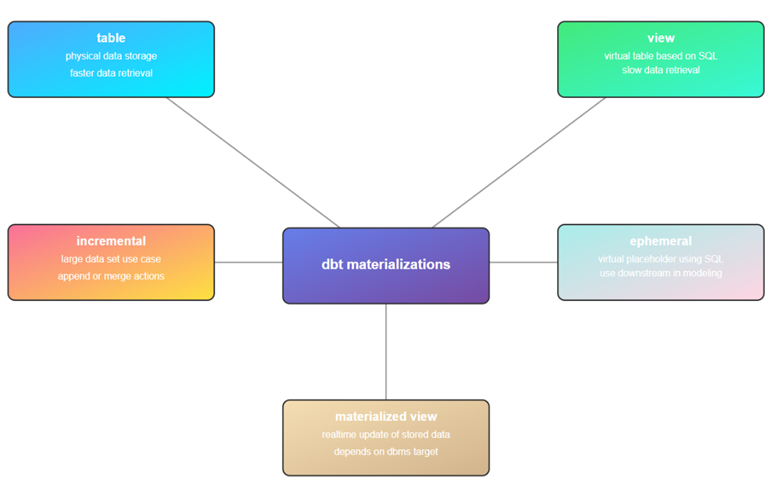 table
physical data storage
faster data retrieval
view
virtual table based on SQL
slow data retrieval
incremental
large data set use case
append or merge actions
dbt materializations
ephemeral
virtual placeholder using SQL
use downstream in modeling
materialized view
realtime update of stored data
depends on dbms target